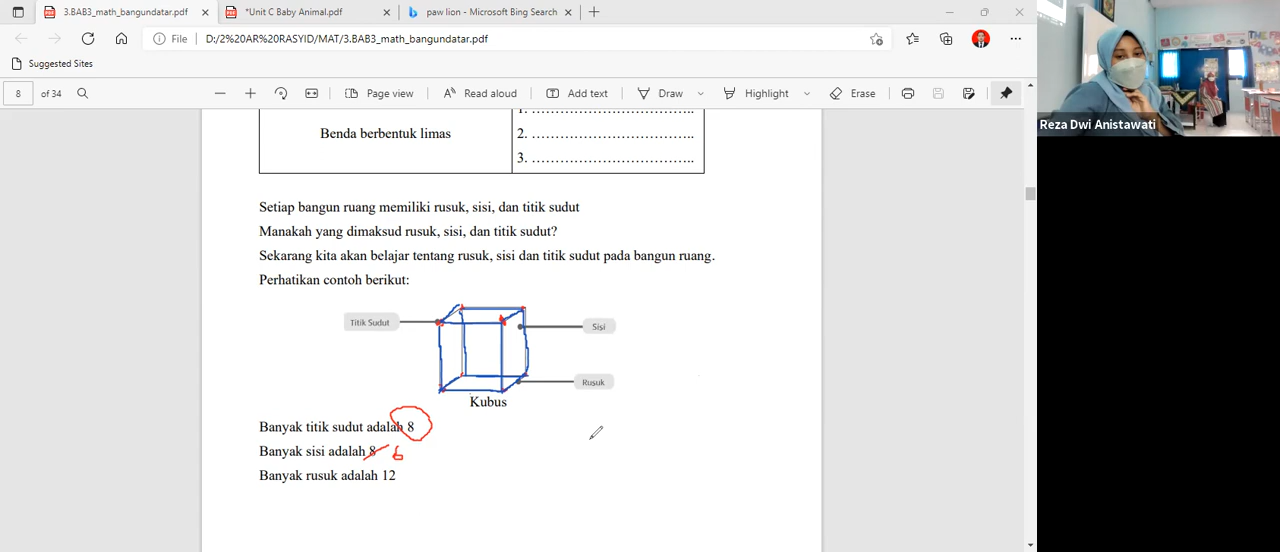 3.BAB3_math_bangundatar.pdf
*Unit C Baby Animal.pdf
paw lion - Microsoft Bing Search
File
D:/2%20AR%20RASYID/MAT/3.BAB3_math_bangundatar.pdf
Suggested Sites
8 of 34
Page view
Read aloud
Add text
Draw
Highlight
Erase
Reza Dwi Anistawati
1. ……………………………..
Benda berbentuk limas
2. ……………………………..
3. ……………………………..
Setiap bangun ruang memiliki rusuk, sisi, dan titik sudut
Manakah yang dimaksud rusuk, sisi, dan titik sudut?
Sekarang kita akan belajar tentang rusuk, sisi dan titik sudut pada bangun ruang.
Perhatikan contoh berikut:
Titik Sudut
Sisi
Rusuk
Kubus
Banyak titik sudut adalah 8
Banyak sisi adalah 8 6
Banyak rusuk adalah 12